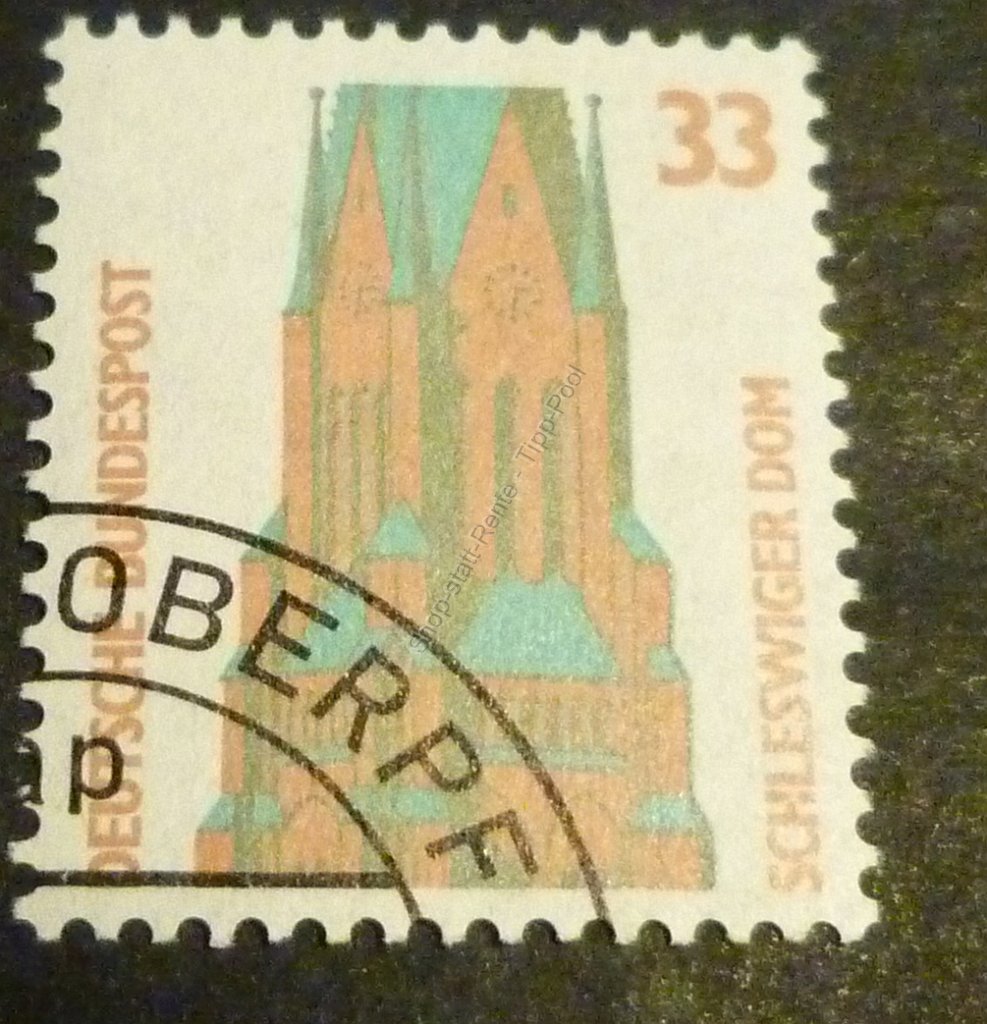 33
DEUTSCHE BUNDESPOST
SCHLESWIGER DOM
OBERPF
shop-statt-Rente - Tipp-Pool